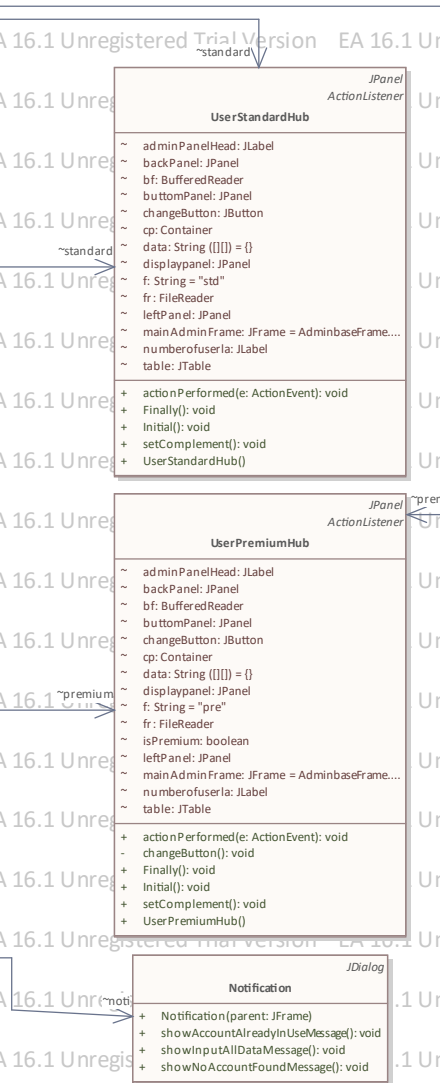 EA 16.1 Unregistered Trial Version EA 16.1 Un
~standard
JPanel
ActionListener
UserStandardHub
~ adminPanelHead: JLabel
~ backPanel: JPanel
~ bf: BufferedReader
~ buttomPanel: JPanel
~ changeButton: JButton
~ cp: Container
~ data: String ([][]) = {}
~ displaypanel: JPanel
~ f: String = "std"
~ fr: FileReader
~ leftPanel: JPanel
~ mainAdminFrame: JFrame = AdminbaseFrame....
~ numberofuserla: JLabel
~ table: JTable
~standard
+ actionPerformed(e: ActionEvent): void
+ Finally(): void
+ Initial(): void
+ setComplement(): void
+ UserStandardHub()
JPanel
ActionListener
~prer
UserPremiumHub
~ adminPanelHead: JLabel
~ backPanel: JPanel
~ bf: BufferedReader
~ buttomPanel: JPanel
~ changeButton: JButton
~ cp: Container
~ data: String ([][]) = {}
~ displaypanel: JPanel
~ f: String = "pre"
~ fr: FileReader
~ isPremium: boolean
~ leftPanel: JPanel
~ mainAdminFrame: JFrame = AdminbaseFrame....
~ numberofuserla: JLabel
~ table: JTable
~premium
+ actionPerformed(e: ActionEvent): void
- changeButton(): void
+ Finally(): void
+ Initial(): void
+ setComplement(): void
+ UserPremiumHub()
JDialog
Notification
~noti
+ Notification(parent: JFrame)
+ showAccountAlreadyInUseMessage(): void
+ showInputAllDataMessage(): void
+ showNoAccountFoundMessage(): void